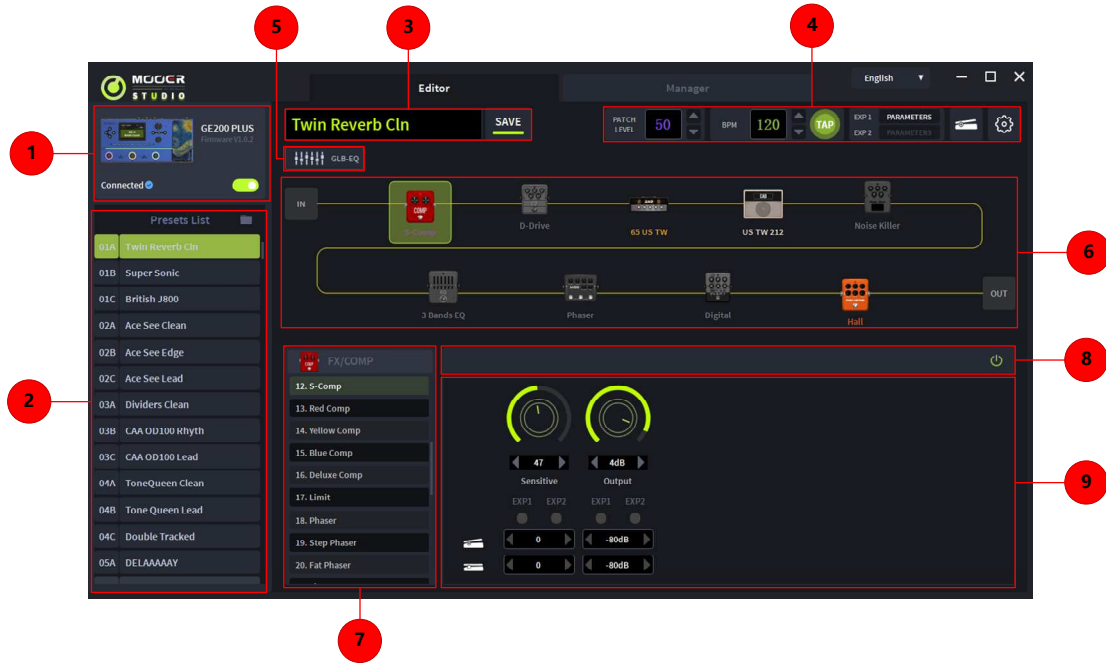 5
3
4
MOOER
STUDIO
Editor
Manager
English
Twin Reverb Cln
SAVE
PATCH
LEVEL
50
BPM
120
TAP
EXP 1
PARAMETERS
EXP 2
PARAMETERS
1
GE200 PLUS
Firmware V1.0.2
Connected
GLB-EQ
2
Presets List
01A Twin Reverb Cln
01B Super Sonic
01C British J800
02A Ace See Clean
02B Ace See Edge
02C Ace See Lead
03A Dividers Clean
03B CAA OD100 Rhyth
03C CAA OD100 Lead
04A ToneQueen Clean
04B Tone Queen Lead
04C Double Tracked
05A DELAAAAAY
IN
COMP
S-Comp
D-Drive
65 US TW
CAB
US TW 212
Noise Killer
6
3 Bands EQ
Phaser
Digital
Hall
OUT
COMP
FX/COMP
8
12. S-Comp
13. Red Comp
14. Yellow Comp
15. Blue Comp
16. Deluxe Comp
17. Limit
18. Phaser
19. Step Phaser
20. Fat Phaser
47
4dB
Sensitive
Output
EXP1 EXP2
EXP1 EXP2
0
-80dB
0
-80dB
9
7